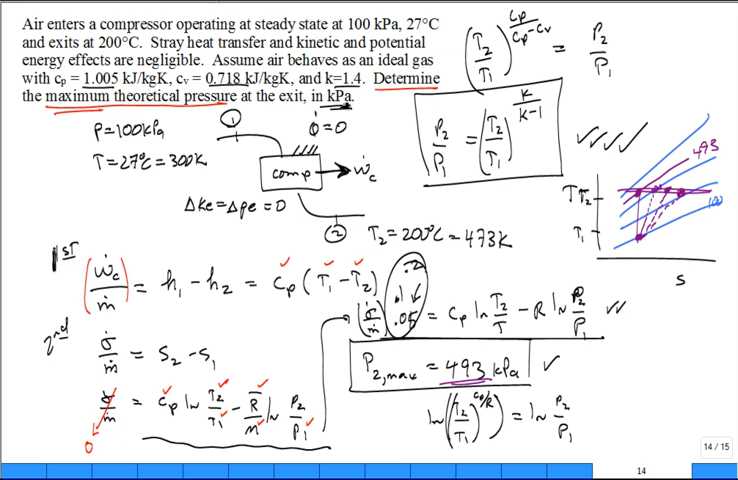 Air enters a compressor operating at steady state at 100 kPa, 27°C
and exits at 200°C. Stray heat transfer and kinetic and potential
energy effects are negligible. Assume air behaves as an ideal gas
with cp = 1.005 kJ/kgK, cv = 0.718 kJ/kgK, and k=1.4. Determine
the maximum theoretical pressure at the exit, in kPa.
(T2/T1)^(Cp/(Cp-Cv)) = P2/P1
P2/P1 = (T2/T1)^(K/(K-1)) ✓✓✓✓
P=100kPa
T=27°C=300K
1
Q̇=0
comp
Ẇc
Δke=Δpe=0
2
T2=200°C=473K
493
T T2
T1
100
S
1st
(Ẇc/ṁ) = h1 - h2 = Cp (T1 - T2)
2nd
σ̇/ṁ = S2 - S1
σ̇/ṁ = Cp ln T2/T1 - R̄/M ln P2/P1
0
.2
.1
.05
(σ̇/ṁ) = Cp ln T2/T - R ln P2/P1 ✓✓
P2,max = 493 kPa ✓
ln(T2/T1)^(Cp/R) = ln P2/P1
14 / 15
14